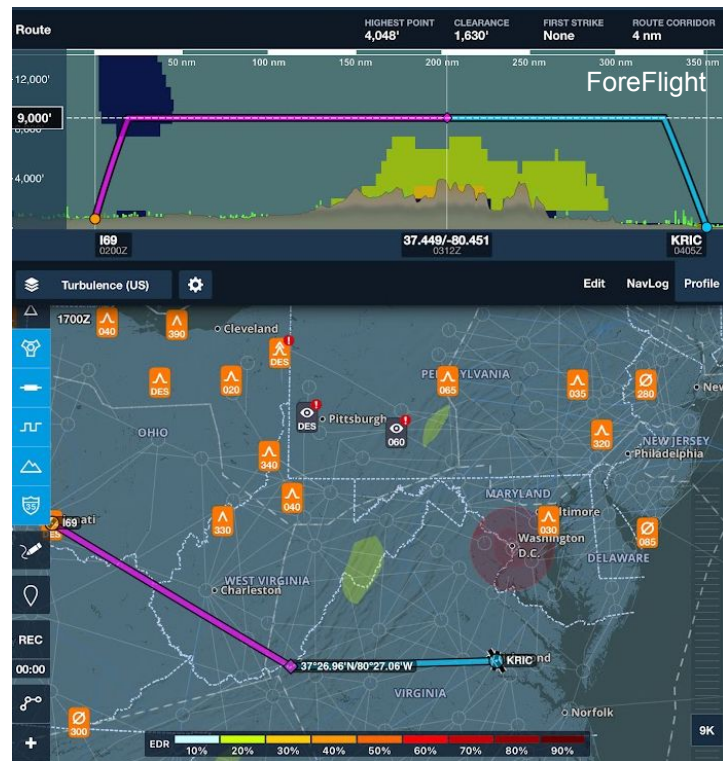 Route
HIGHEST POINT
4,048'
CLEARANCE
1,630'
FIRST STRIKE
None
ROUTE CORRIDOR
4 nm
50 nm
100 nm
150 nm
200 nm
250 nm
300 nm
350 nm
ForeFlight
12,000'
9,000'
4,000'
I69
0200Z
37.449/-80.451
0312Z
KRIC
0405Z
Turbulence (US)
Edit
NavLog
Profile
1700Z
040
390
Cleveland
DES
DES
020
065
035
280
PENNSYLVANIA
DES
Pittsburgh
060
320
OHIO
NEW JERSEY
Philadelphia
340
040
MARYLAND
35
I69
DES
330
030
085
Washington
D.C.
DELAWARE
WEST VIRGINIA
Charleston
REC
00:00
37°26.96'N/80°27.06'W
KRIC
VIRGINIA
Norfolk
300
9K
EDR
10%
20%
30%
40%
50%
60%
70%
80%
90%